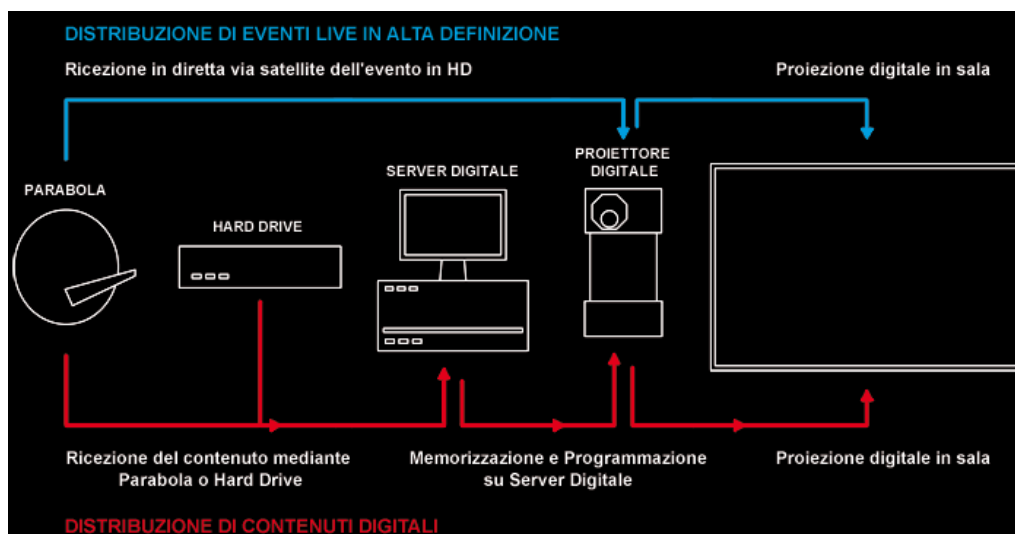 DISTRIBUZIONE DI EVENTI LIVE IN ALTA DEFINIZIONE
Ricezione in diretta via satellite dell'evento in HD
Proiezione digitale in sala
PARABOLA
HARD DRIVE
SERVER DIGITALE
PROIETTORE
DIGITALE
Ricezione del contenuto mediante
Parabola o Hard Drive
Memorizzazione e Programmazione
su Server Digitale
Proiezione digitale in sala
DISTRIBUZIONE DI CONTENUTI DIGITALI